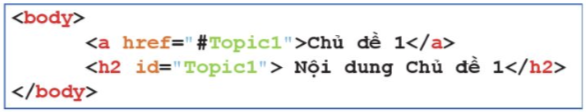 <body>
<a href="#Topic1">Chủ đề 1</a>
<h2 id="Topic1"> Nội dung Chủ đề 1</h2>
</body>